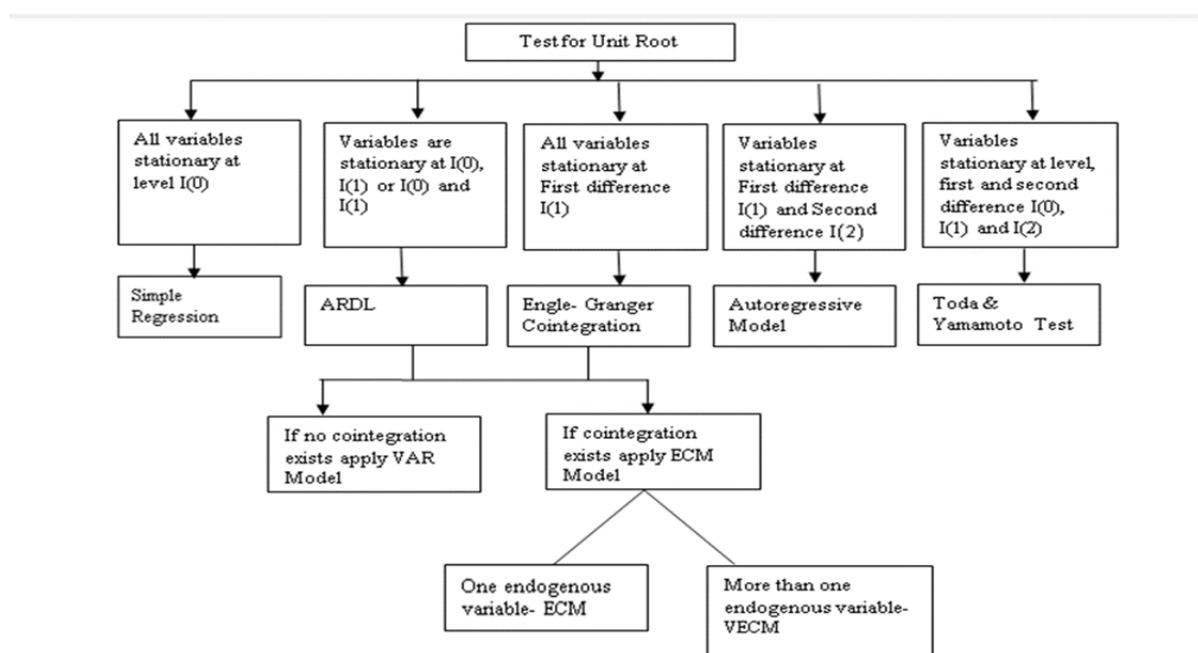 Test for Unit Root
All variables
stationary at
level I(0)
Variables are
stationary at I(0),
I(1) or I(0) and
I(1)
All variables
stationary at
First difference
I(1)
Variables
stationary at
First difference
I(1) and Second
difference I(2)
Variables
stationary at level,
first and second
difference I(0),
I(1) and I(2)
Simple
Regression
ARDL
Engle- Granger
Cointegration
Autoregressive
Model
Toda &
Yamamoto Test
If no cointegration
exists apply VAR
Model
If cointegration
exists apply ECM
Model
One endogenous
variable- ECM
More than one
endogenous variable-
VECM